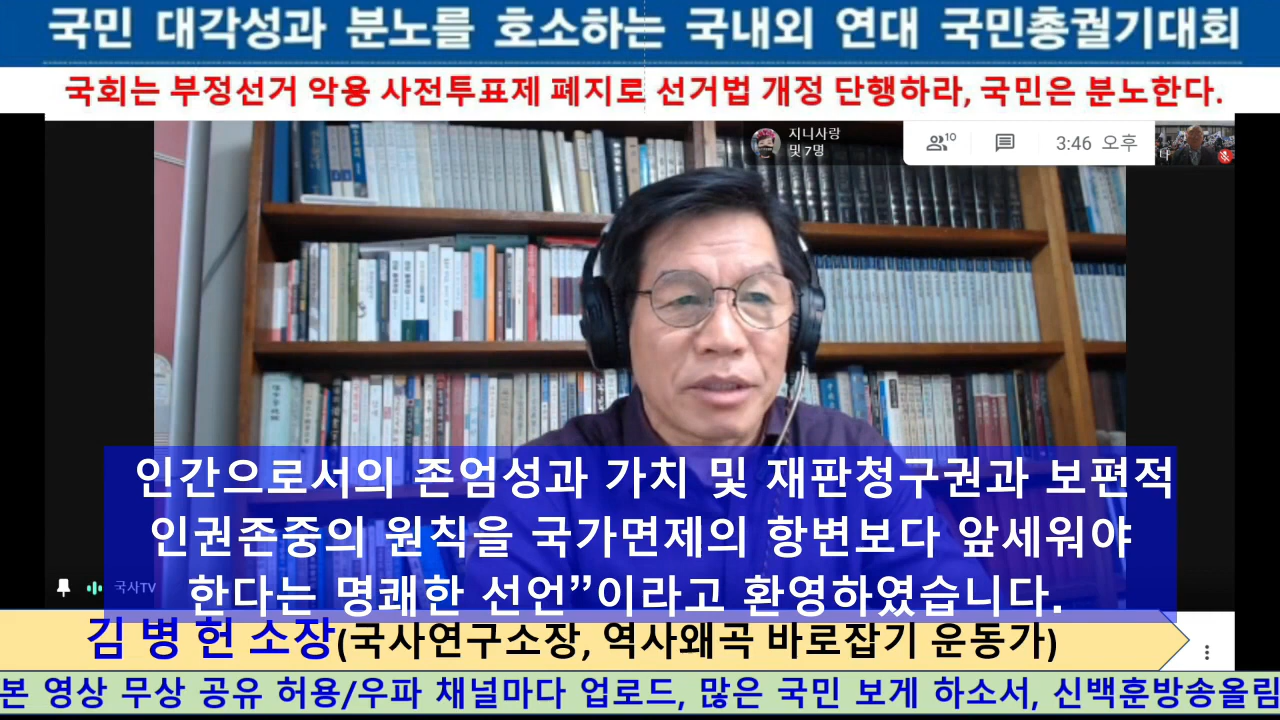 국민 대각성과 분노를 호소하는 국내외 연대 국민총궐기대회
국회는 부정선거 악용 사전투표제 폐지로 선거법 개정 단행하라, 국민은 분노한다.
지니사랑
및 7명
10
3:46 오후
나
인간으로서의 존엄성과 가치 및 재판청구권과 보편적
인권존중의 원칙을 국가면제의 항변보다 앞세워야
한다는 명쾌한 선언”이라고 환영하였습니다.
국사TV
김 병 헌 소장(국사연구소장, 역사왜곡 바로잡기 운동가)
본 영상 무상 공유 허용/우파 채널마다 업로드, 많은 국민 보게 하소서, 신백훈방송올림